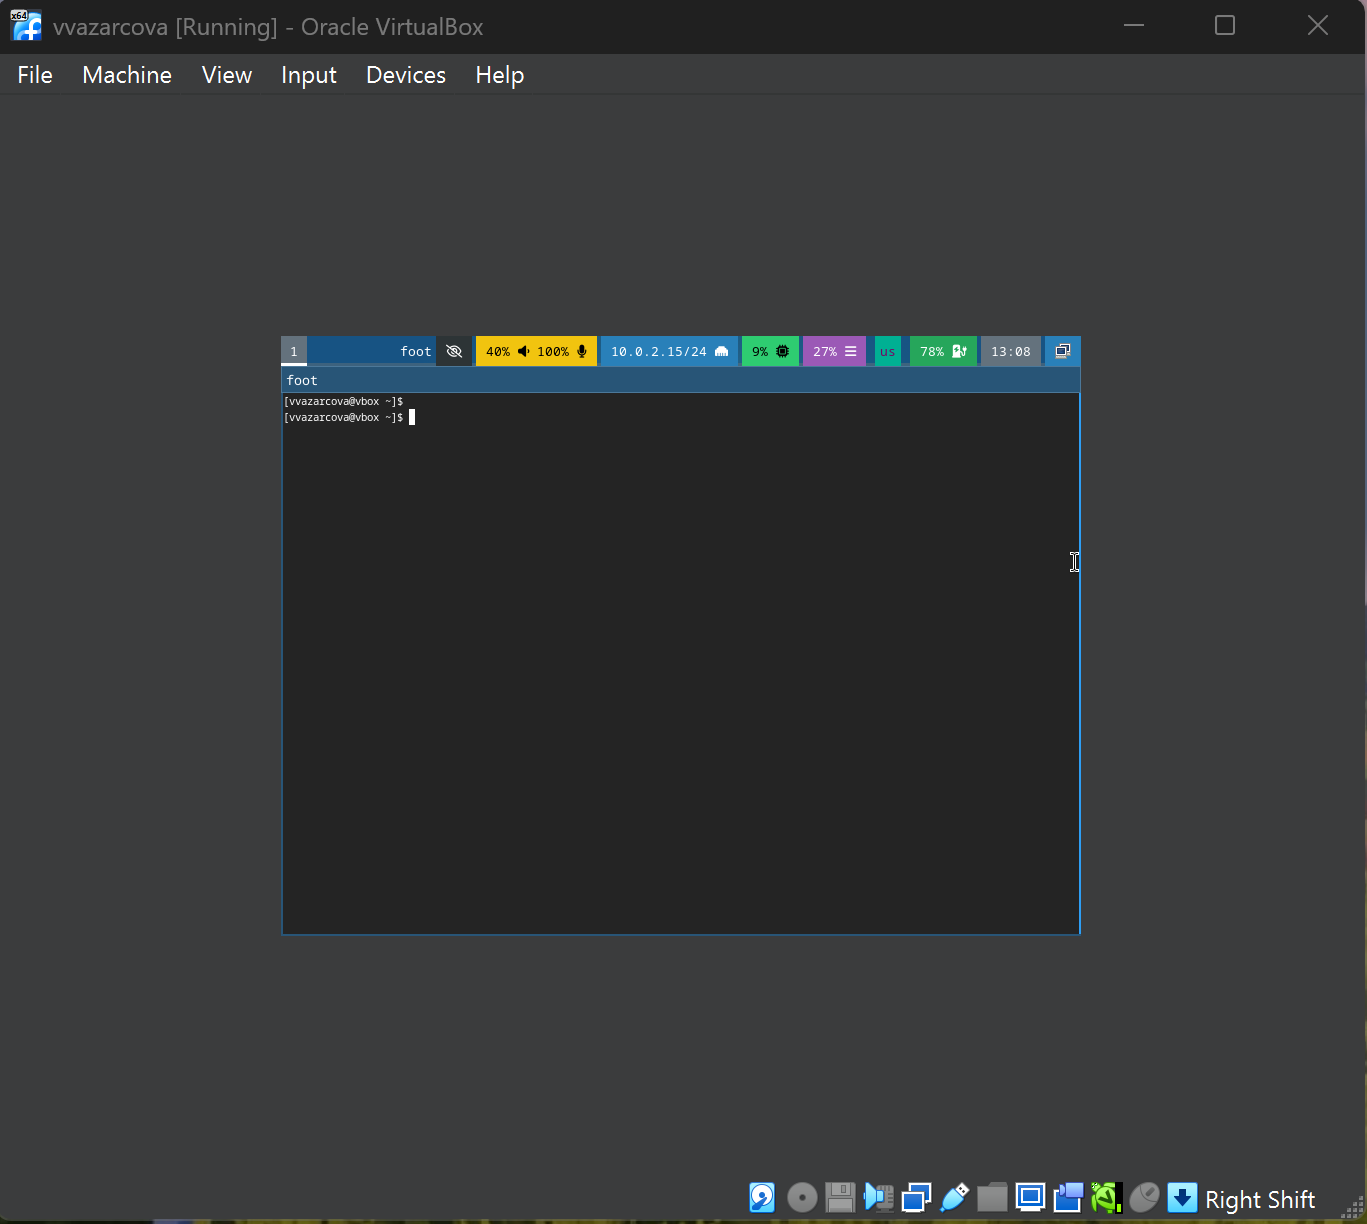 x64
vvazarcova [Running] - Oracle VirtualBox
File Machine View Input Devices Help
1 foot 40% 100% 10.0.2.15/24 9% 27% us 78% 13:08
foot
[vvazarcova@vbox ~]$
[vvazarcova@vbox ~]$
Right Shift